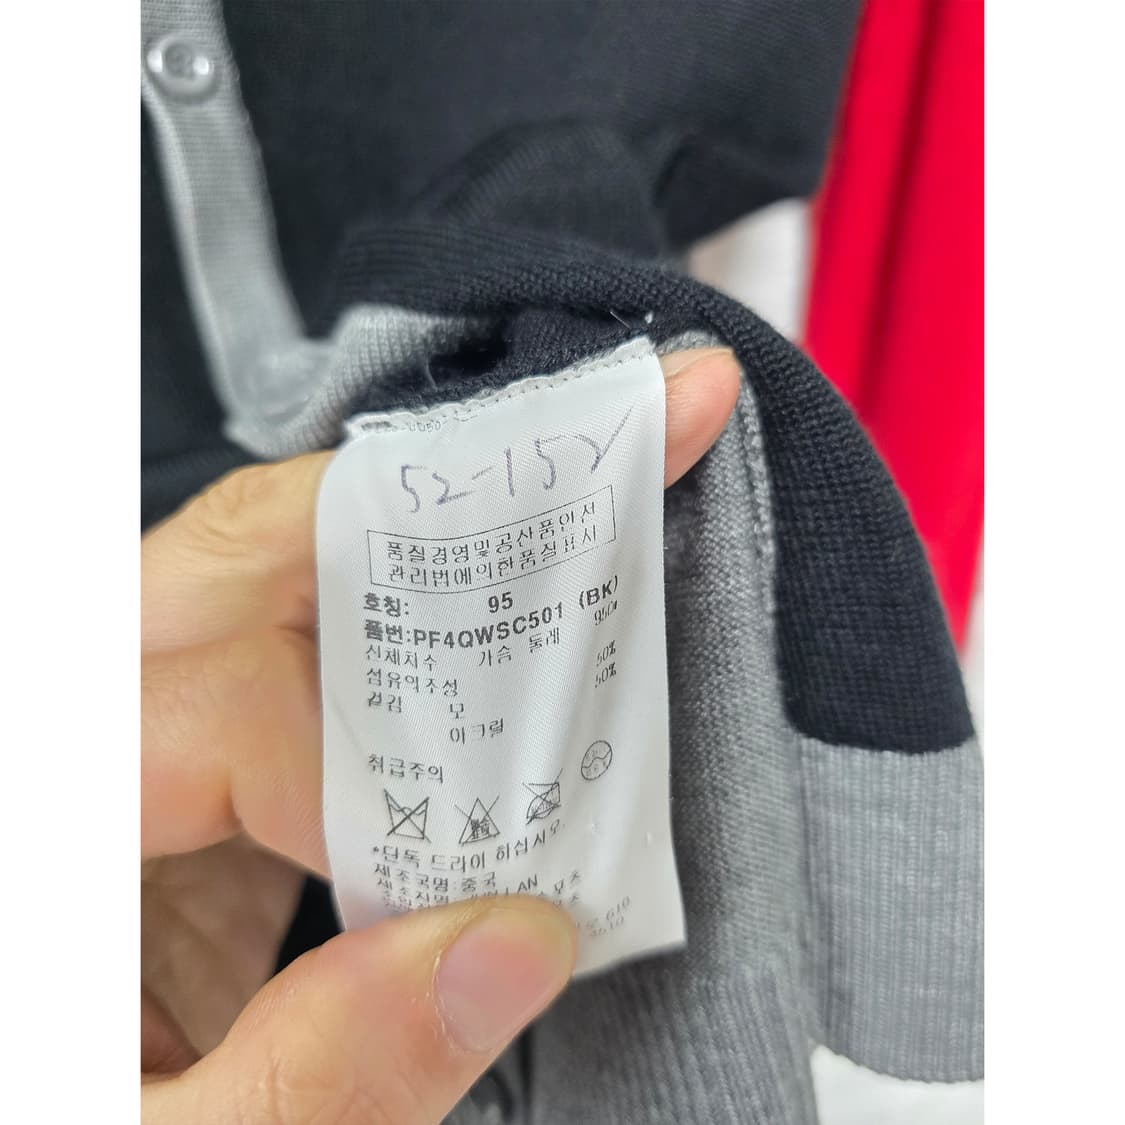 52-152
품질경영및공산품안전
관리법에의한품질표시
호칭: 95
품번:PF4QWSC501 (BK)
신체치수 가슴 둘레
섬유의조성 50%
겉감 모 50%
아크릴
취급주의
*단독 드라이 하십시오.
제조국명:중국
610
4610